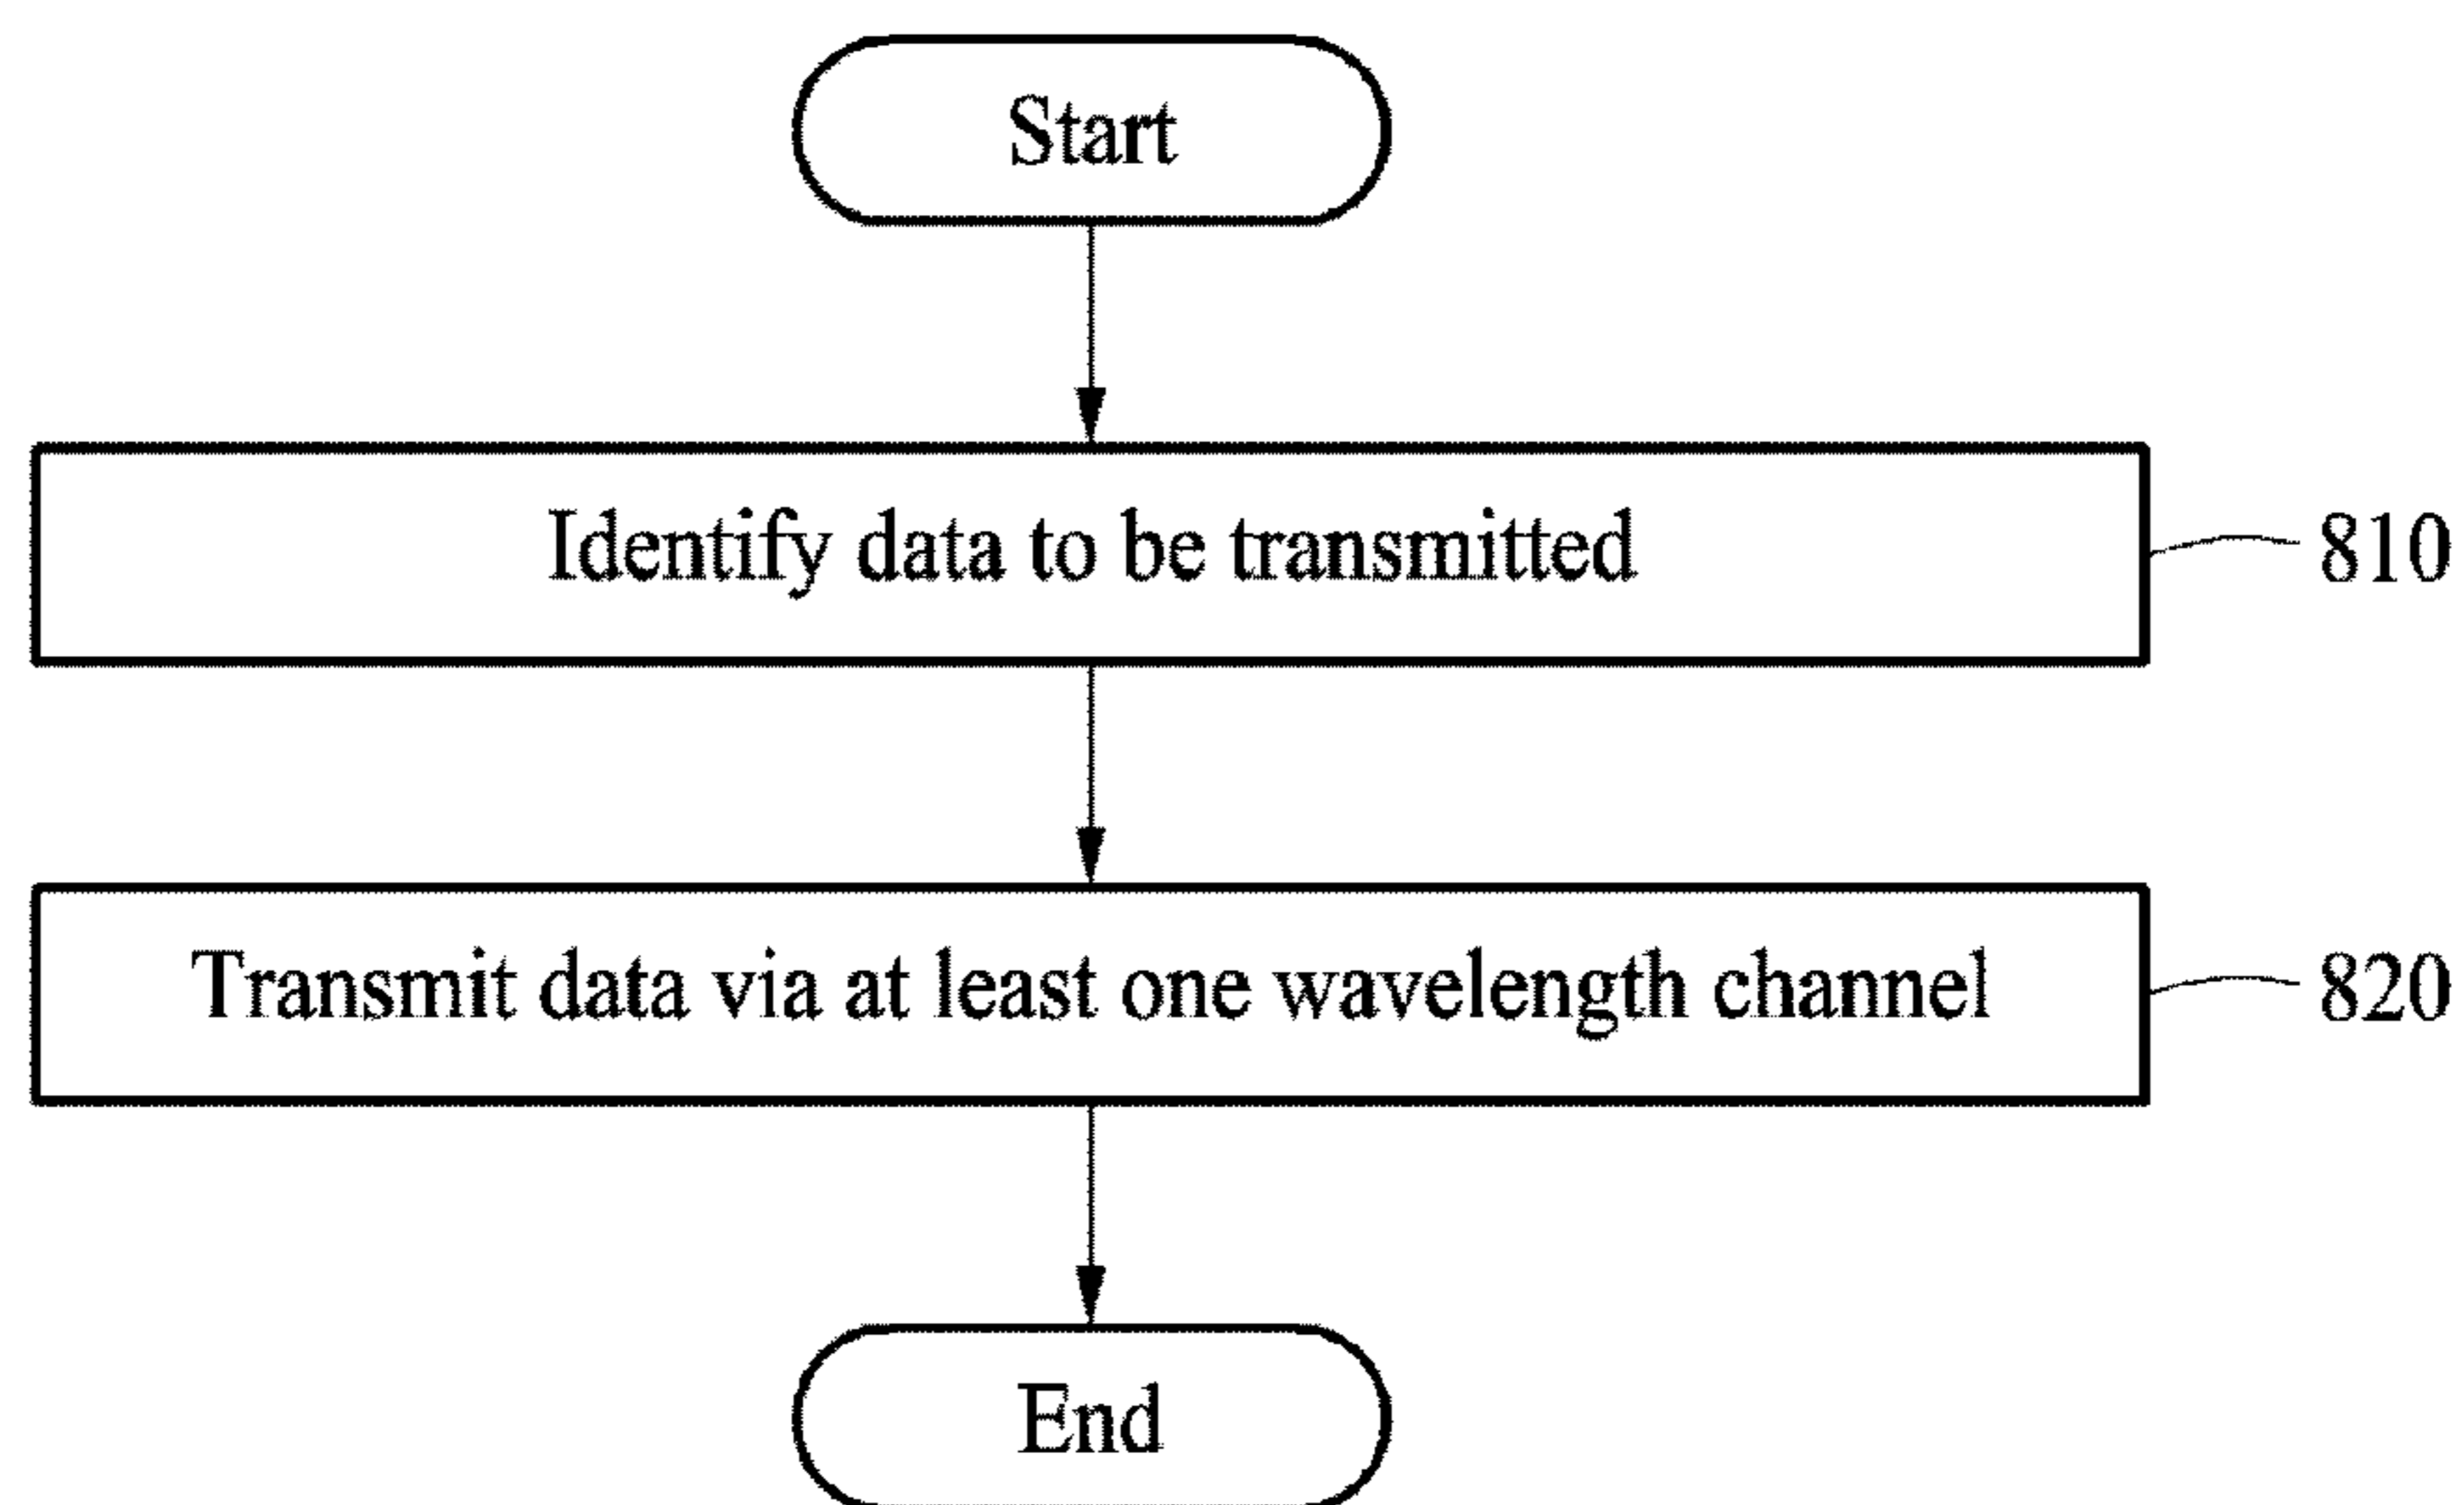 Start
Identify data to be transmitted
810
Transmit data via at least one wavelength channel
820
End